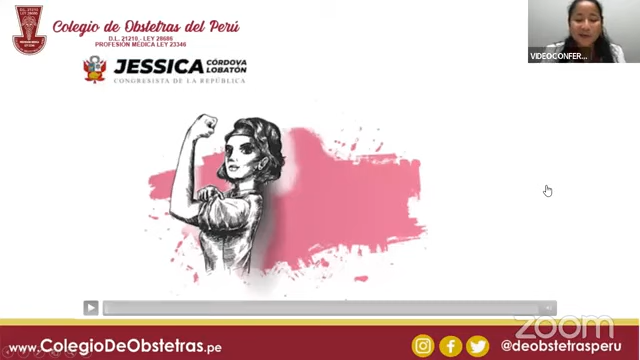 Colegio de Obstetras del Perú
D.L. 21210 - LEY 28686
PROFESIÓN MÉDICA LEY 23346
JESSICA CÓRDOVA
LOBATÓN
CONGRESISTA DE LA REPÚBLICA
VIDEOCONFER...
zoom
www.ColegioDeObstetras.pe
@deobstetrasperu